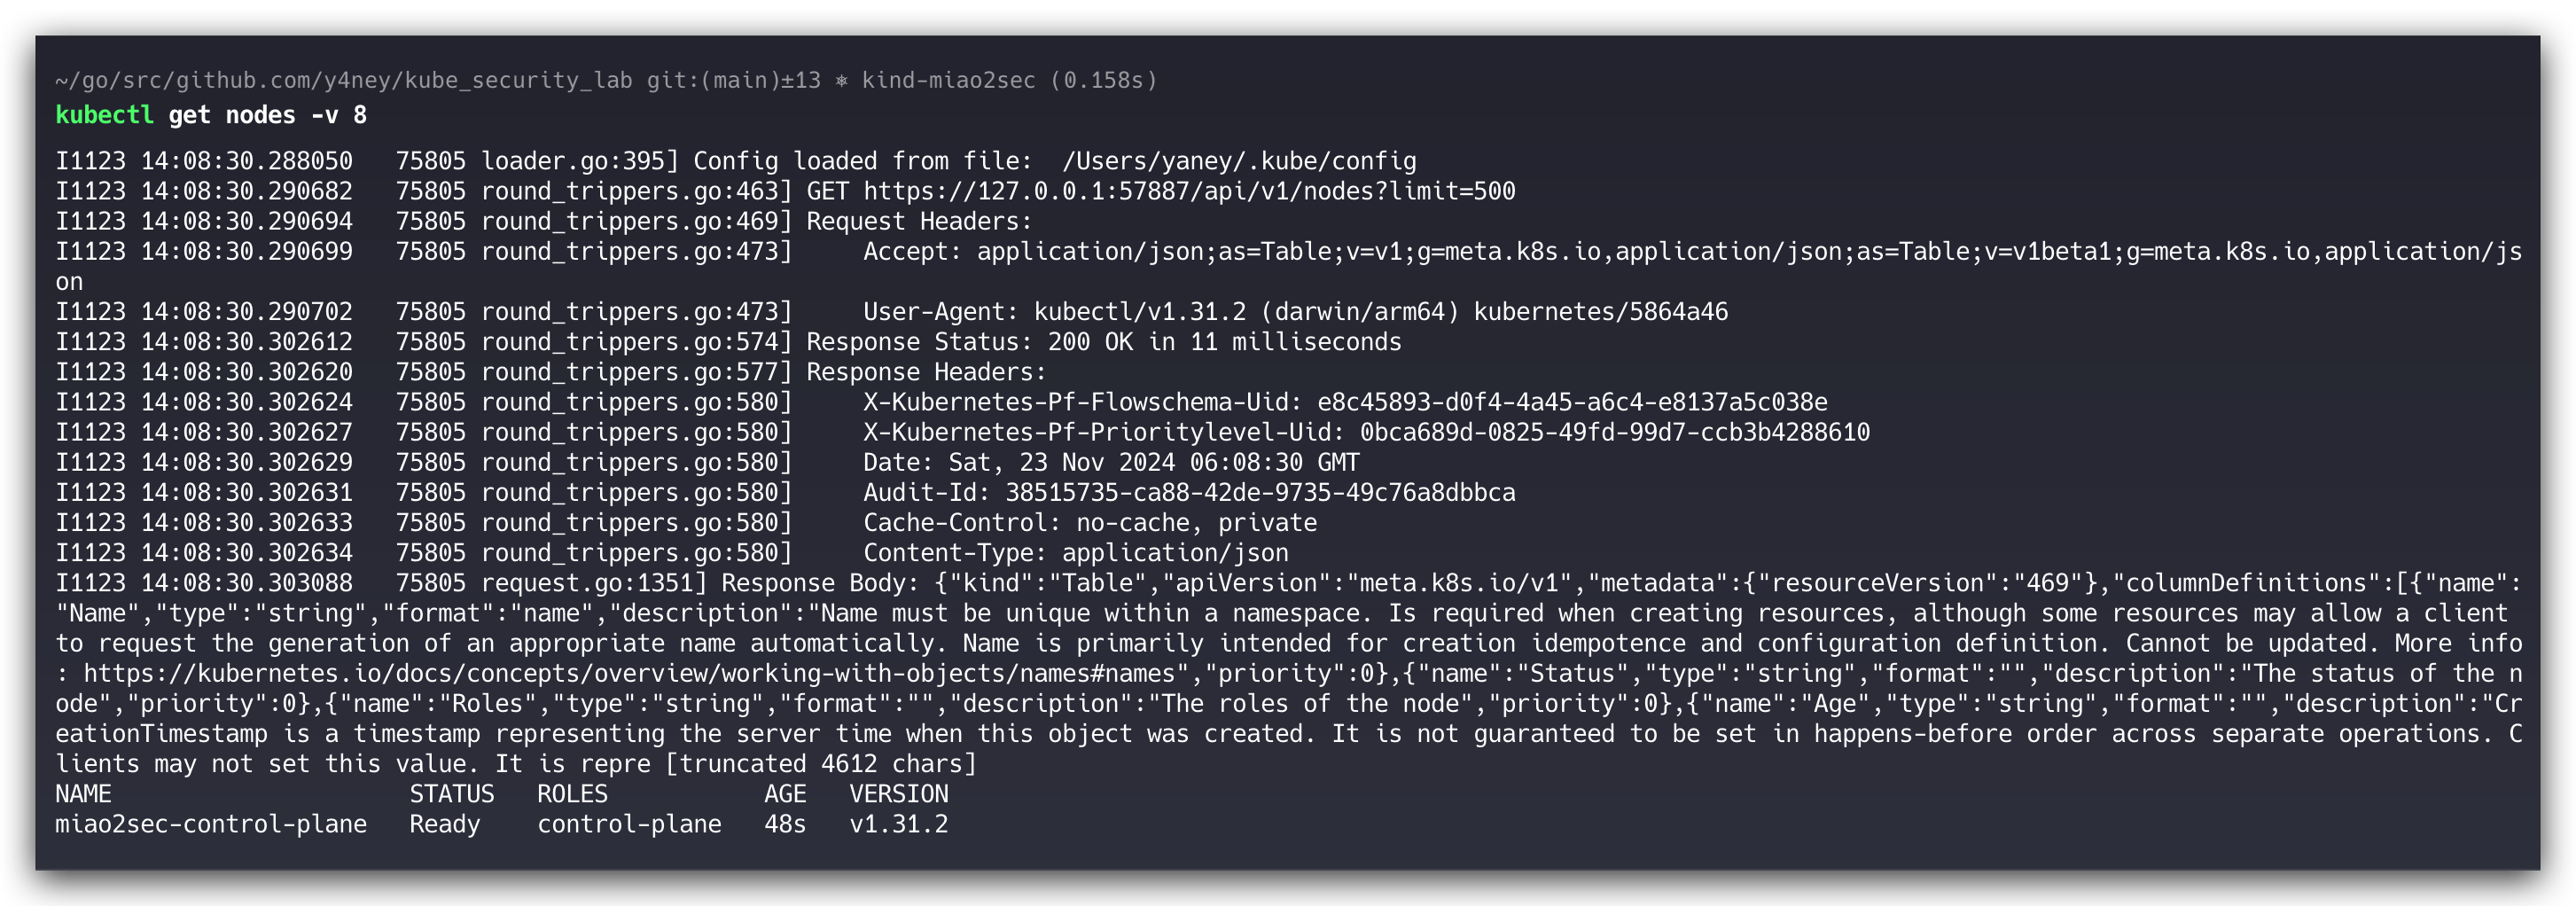 ~/go/src/github.com/y4ney/kube_security_lab git:(main)±13 ⎈ kind-miao2sec (0.158s)
kubectl get nodes -v 8
I1123 14:08:30.288050   75805 loader.go:395] Config loaded from file:  /Users/yaney/.kube/config
I1123 14:08:30.290682   75805 round_trippers.go:463] GET https://127.0.0.1:57887/api/v1/nodes?limit=500
I1123 14:08:30.290694   75805 round_trippers.go:469] Request Headers:
I1123 14:08:30.290699   75805 round_trippers.go:473]     Accept: application/json;as=Table;v=v1;g=meta.k8s.io,application/json;as=Table;v=v1beta1;g=meta.k8s.io,application/js
on
I1123 14:08:30.290702   75805 round_trippers.go:473]     User-Agent: kubectl/v1.31.2 (darwin/arm64) kubernetes/5864a46
I1123 14:08:30.302612   75805 round_trippers.go:574] Response Status: 200 OK in 11 milliseconds
I1123 14:08:30.302620   75805 round_trippers.go:577] Response Headers:
I1123 14:08:30.302624   75805 round_trippers.go:580]     X-Kubernetes-Pf-Flowschema-Uid: e8c45893-d0f4-4a45-a6c4-e8137a5c038e
I1123 14:08:30.302627   75805 round_trippers.go:580]     X-Kubernetes-Pf-Prioritylevel-Uid: 0bca689d-0825-49fd-99d7-ccb3b4288610
I1123 14:08:30.302629   75805 round_trippers.go:580]     Date: Sat, 23 Nov 2024 06:08:30 GMT
I1123 14:08:30.302631   75805 round_trippers.go:580]     Audit-Id: 38515735-ca88-42de-9735-49c76a8dbbca
I1123 14:08:30.302633   75805 round_trippers.go:580]     Cache-Control: no-cache, private
I1123 14:08:30.302634   75805 round_trippers.go:580]     Content-Type: application/json
I1123 14:08:30.303088   75805 request.go:1351] Response Body: {"kind":"Table","apiVersion":"meta.k8s.io/v1","metadata":{"resourceVersion":"469"},"columnDefinitions":[{"name":
"Name","type":"string","format":"name","description":"Name must be unique within a namespace. Is required when creating resources, although some resources may allow a client
to request the generation of an appropriate name automatically. Name is primarily intended for creation idempotence and configuration definition. Cannot be updated. More info
: https://kubernetes.io/docs/concepts/overview/working-with-objects/names#names","priority":0},{"name":"Status","type":"string","format":"","description":"The status of the n
ode","priority":0},{"name":"Roles","type":"string","format":"","description":"The roles of the node","priority":0},{"name":"Age","type":"string","format":"","description":"Cr
eationTimestamp is a timestamp representing the server time when this object was created. It is not guaranteed to be set in happens-before order across separate operations. C
lients may not set this value. It is repre [truncated 4612 chars]
NAME                     STATUS   ROLES           AGE   VERSION
miao2sec-control-plane   Ready    control-plane   48s   v1.31.2